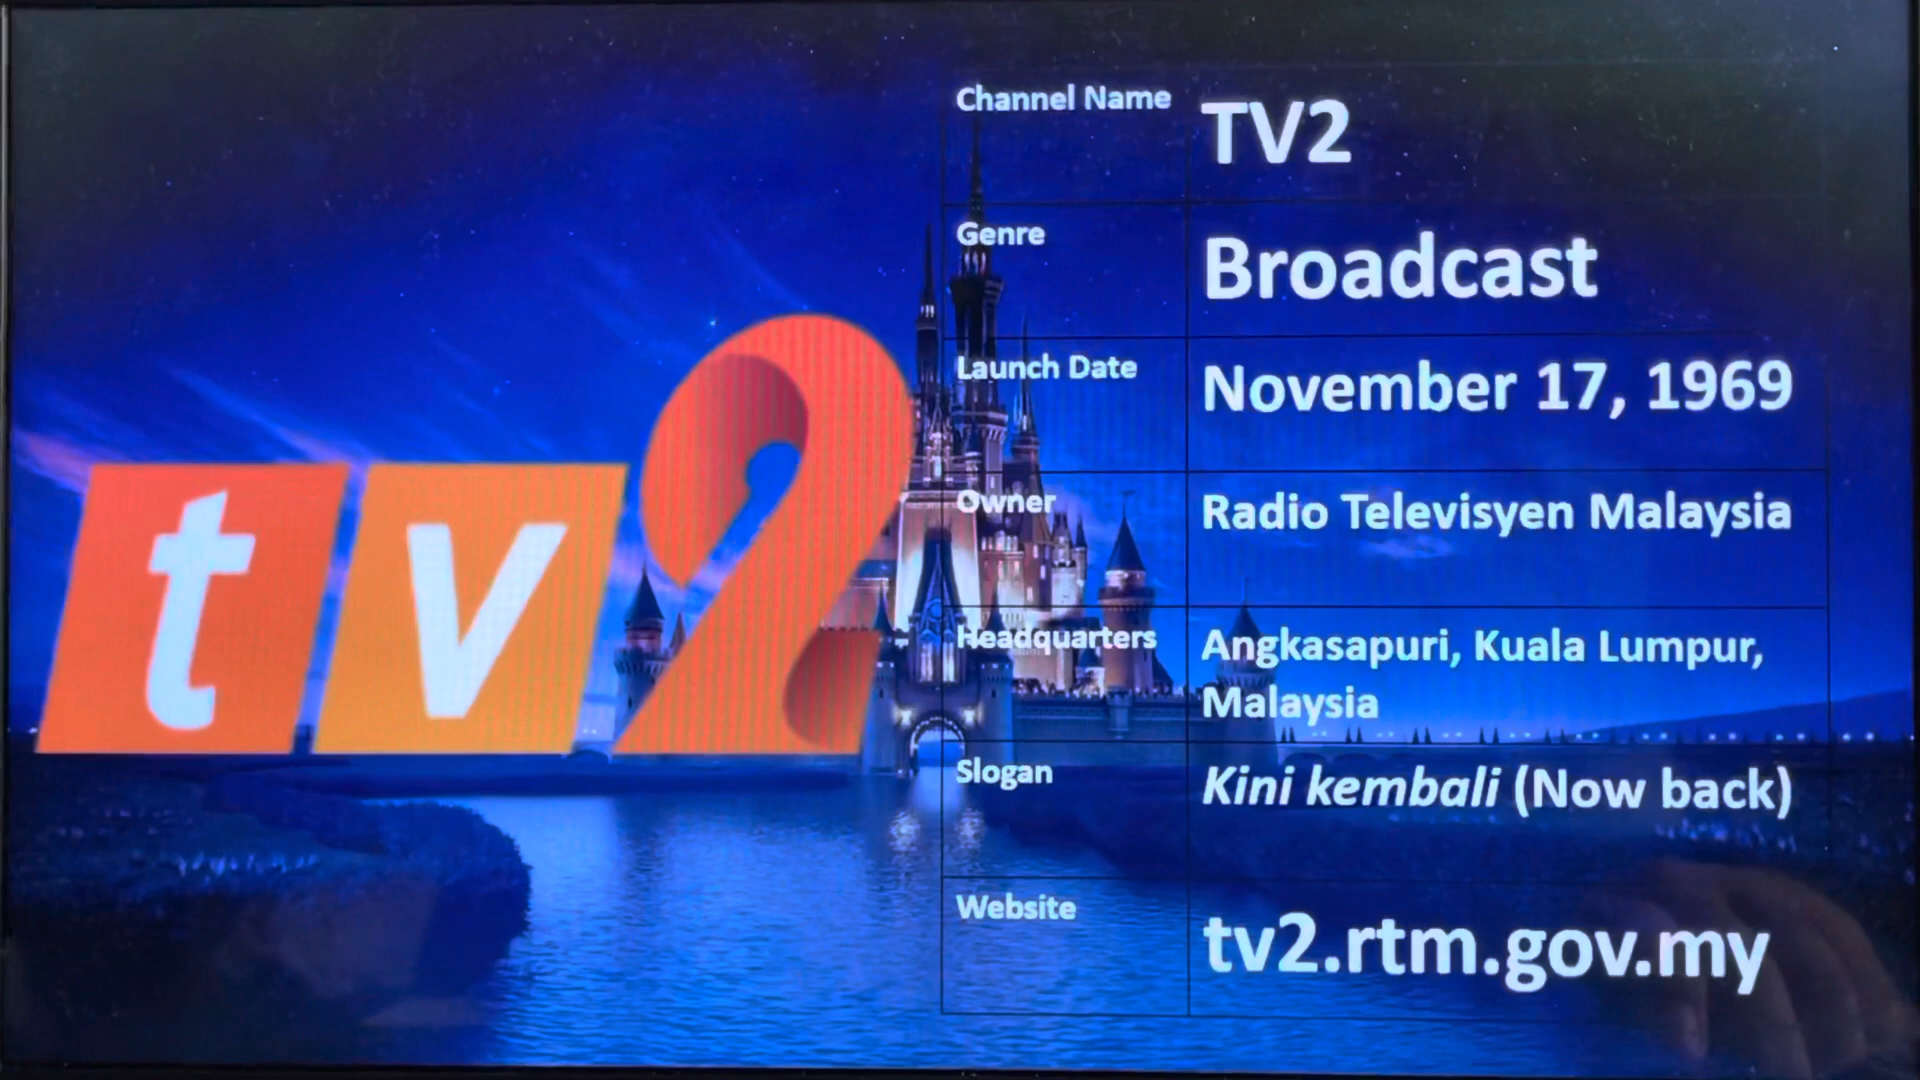 tv2
Channel Name
TV2
Genre
Broadcast
Launch Date
November 17, 1969
Owner
Radio Televisyen Malaysia
Headquarters
Angkasapuri, Kuala Lumpur,
Malaysia
Slogan
Kini kembali (Now back)
Website
tv2.rtm.gov.my